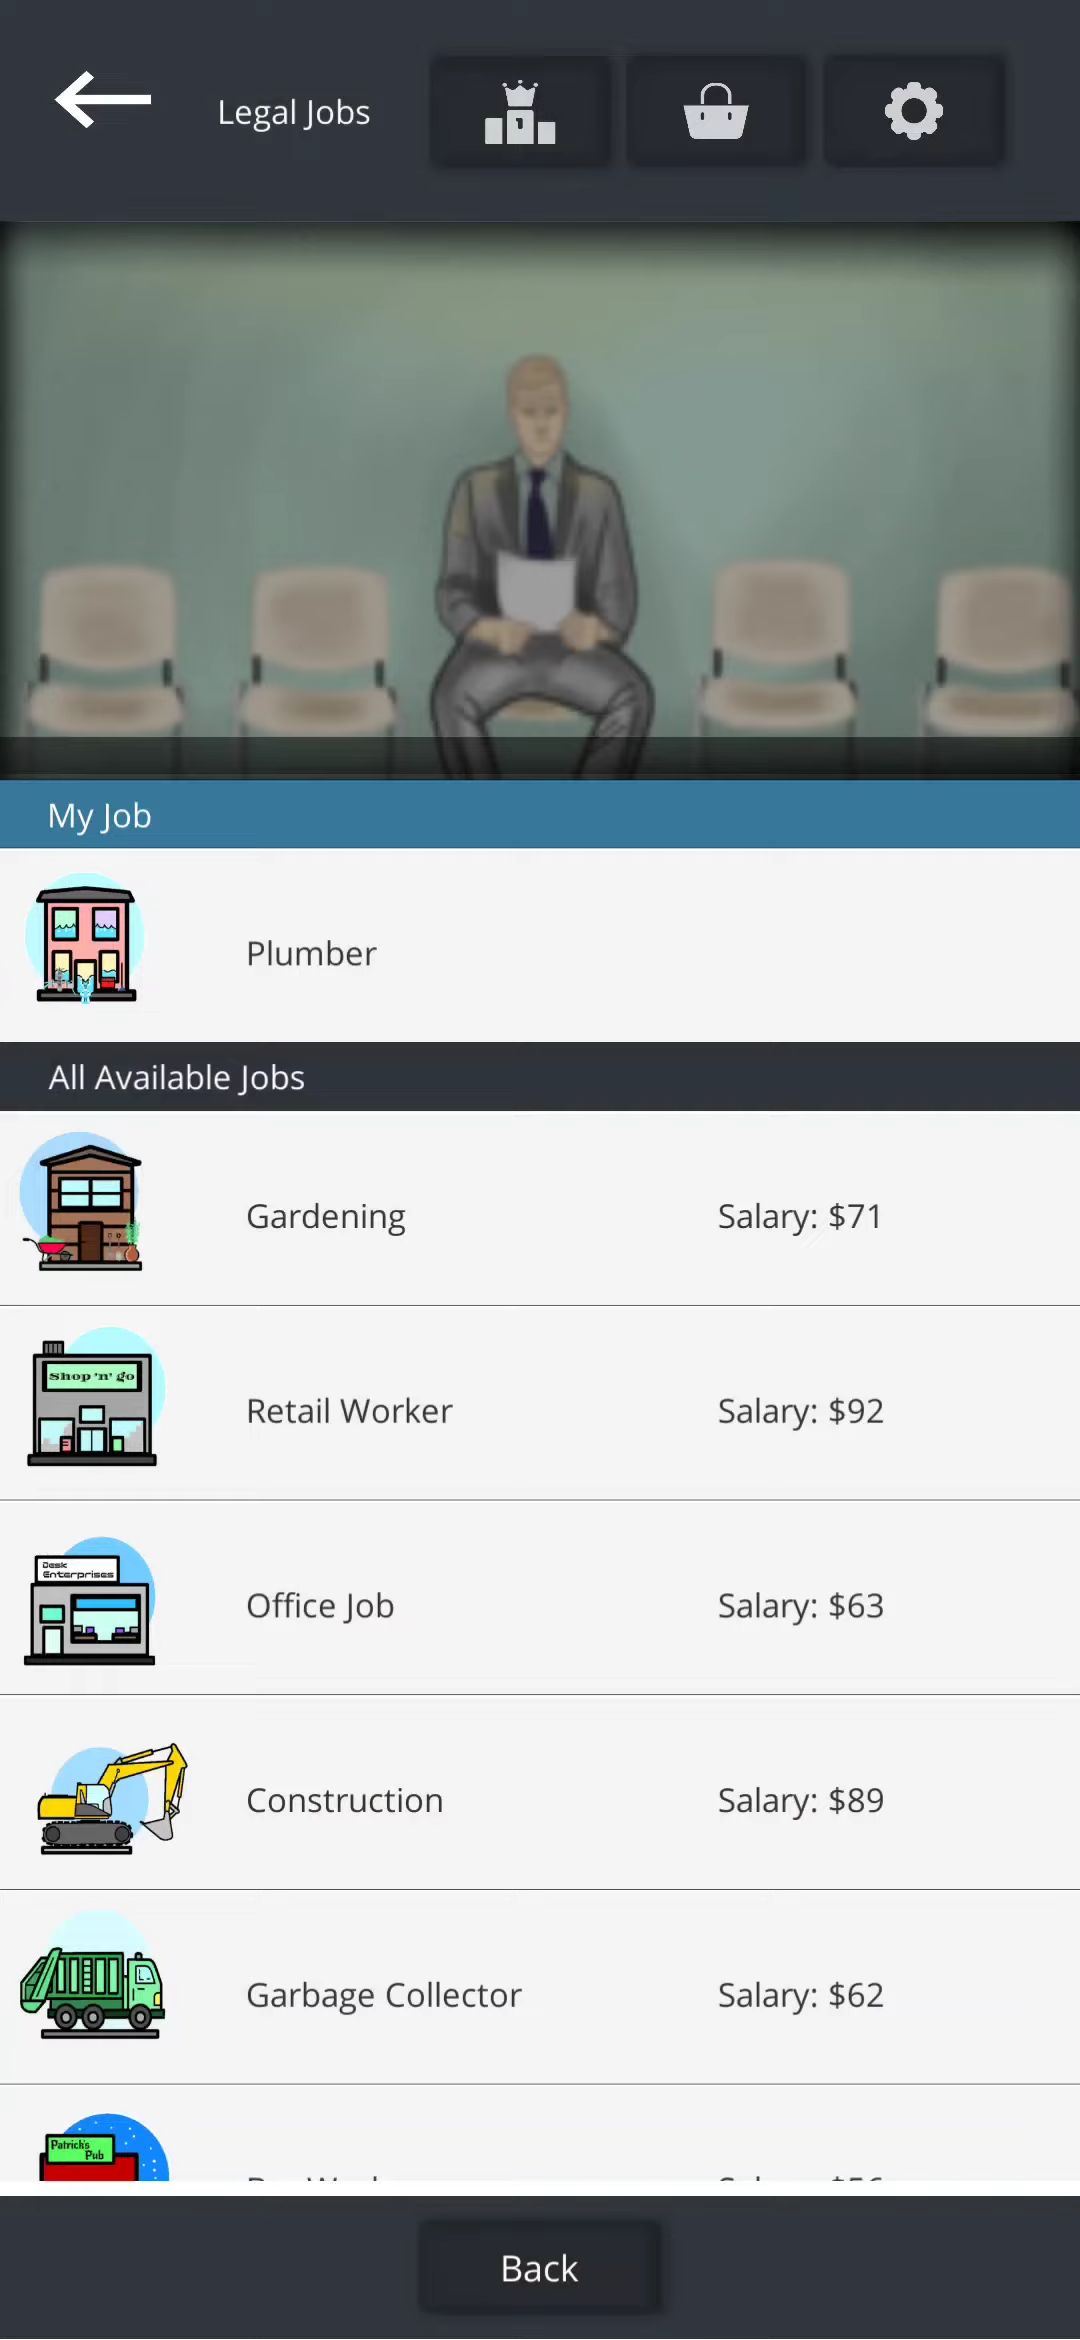 Legal Jobs
1
My Job
Plumber
All Available Jobs
Gardening
Salary: $71
Shop 'n' go
Retail Worker
Salary: $92
Desk
Enterprises
Office Job
Salary: $63
Construction
Salary: $89
Garbage Collector
Salary: $62
Patrick's
Pub
Back